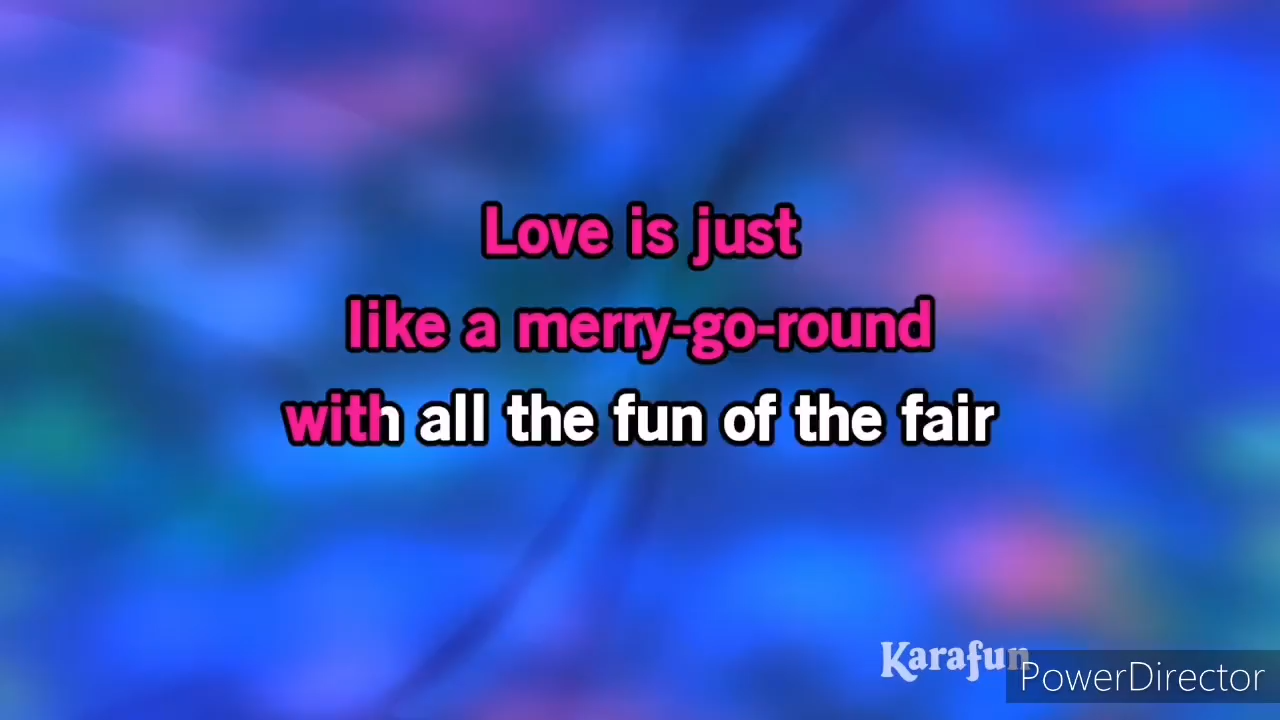 Love is just
like a merry-go-round
with all the fun of the fair
Karafun
PowerDirector